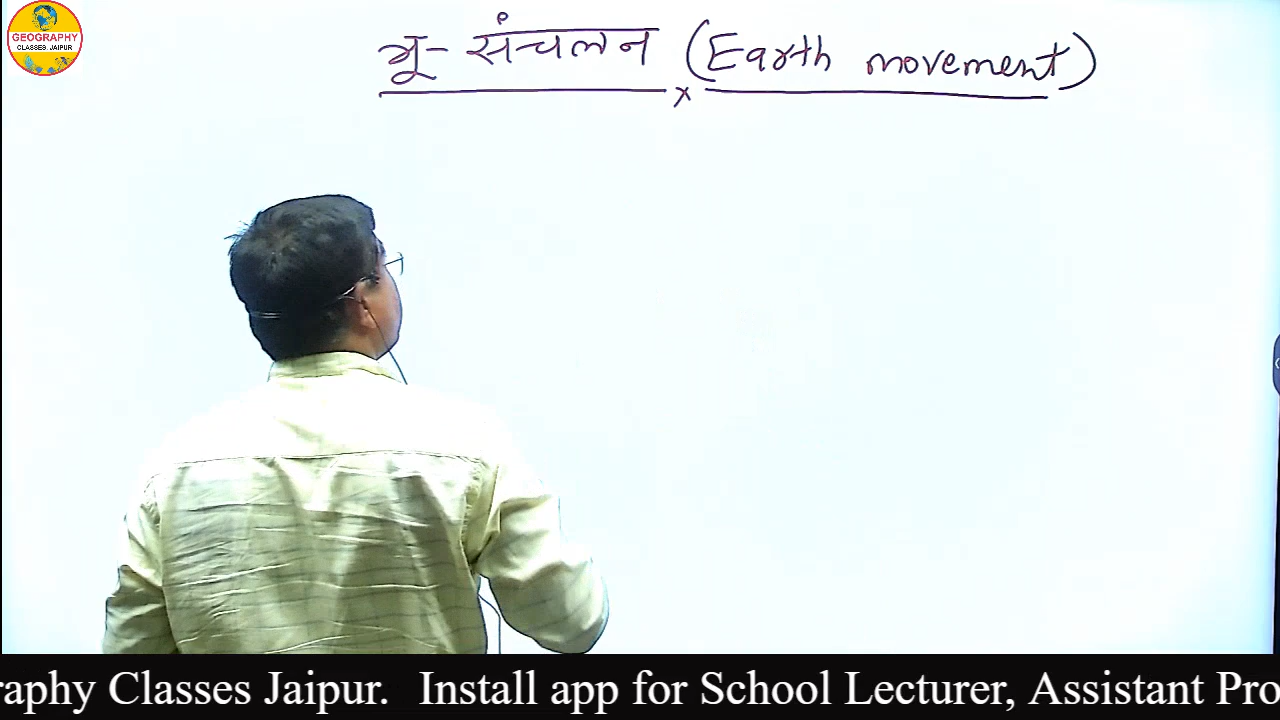 GEOGRAPHY
CLASSES, JAIPUR
भू- संचलन (Earth movement)
raphy Classes Jaipur. Install app for School Lecturer, Assistant Pro